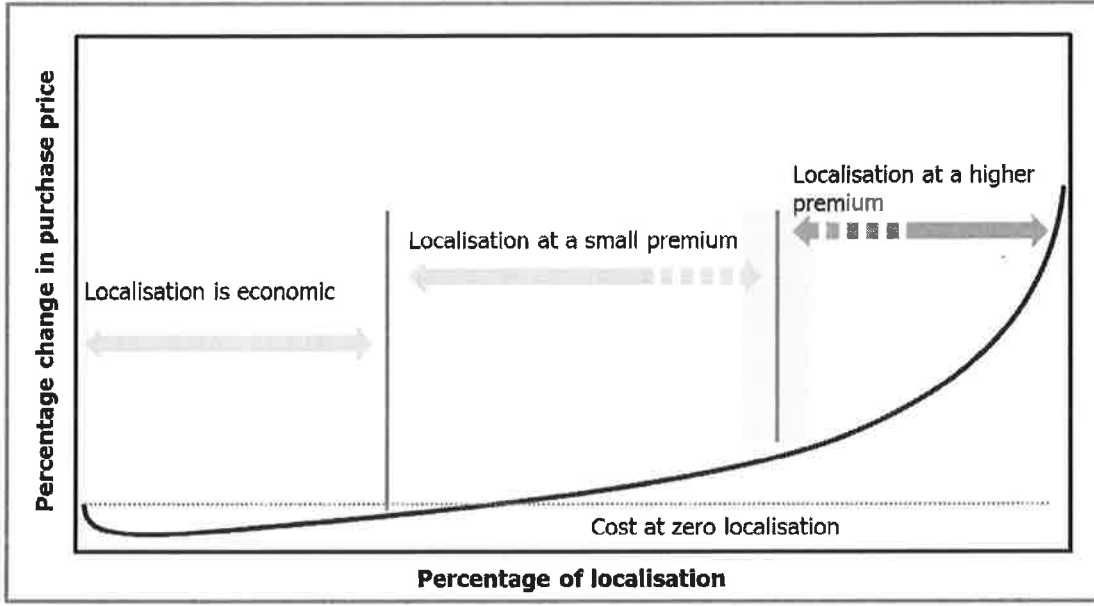 Percentage change in purchase price
Localisation at a higher
premium
Localisation at a small premium
Localisation is economic
Cost at zero localisation
Percentage of localisation